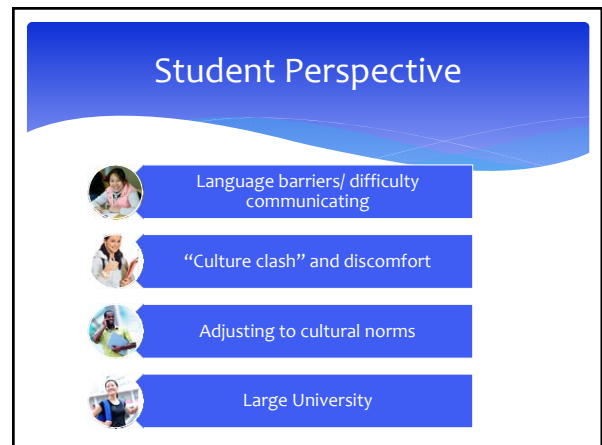 Student Perspective
Language barriers/ difficulty
communicating
“Culture clash” and discomfort
Adjusting to cultural norms
Large University